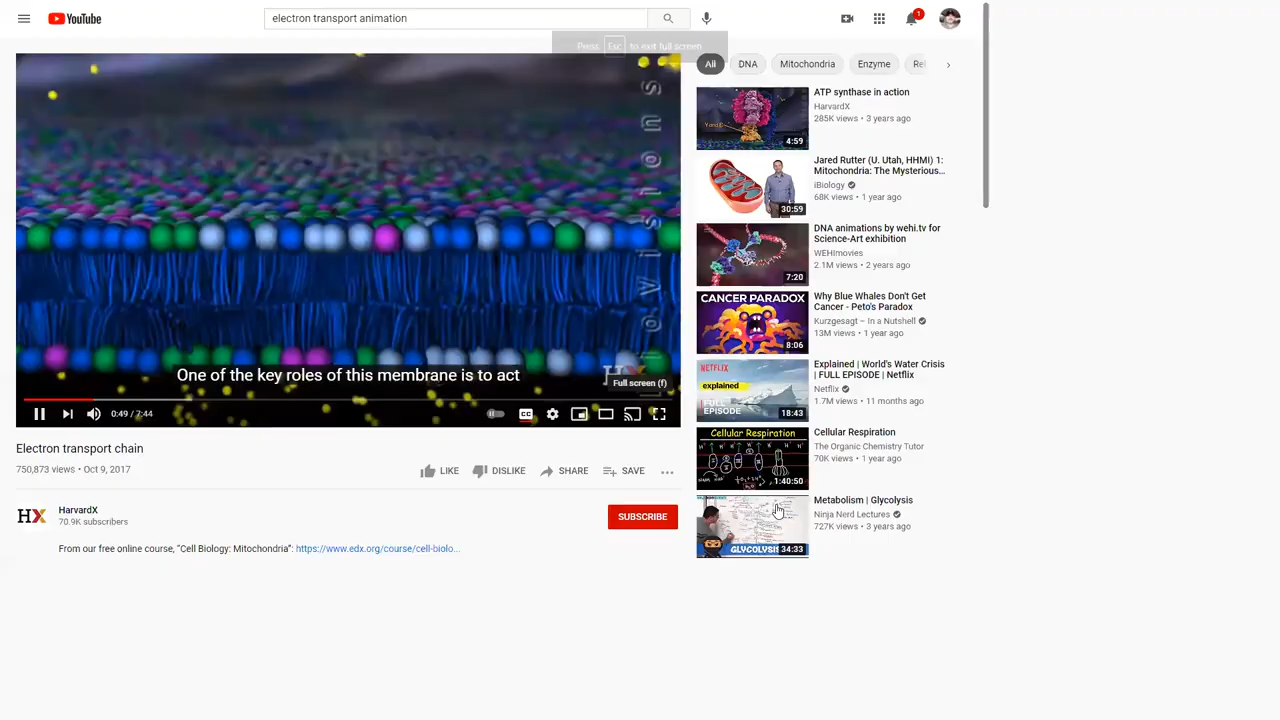 YouTube
electron transport animation
1
Press Esc to exit full screen
All
DNA
Mitochondria
Enzyme
One of the key roles of this membrane is to act
Full screen (f)
0:49 / 7:44
CC
Electron transport chain
750,873 views • Oct 9, 2017
LIKE
DISLIKE
SHARE
SAVE
HX
HarvardX
70.9K subscribers
SUBSCRIBE
From our free online course, "Cell Biology: Mitochondria": https://www.edx.org/course/cell-biolo...
4:59
ATP synthase in action
HarvardX
285K views • 3 years ago
30:59
Jared Rutter (U. Utah, HHMI) 1:
Mitochondria: The Mysterious...
iBiology
68K views • 1 year ago
7:20
DNA animations by wehi.tv for
Science-Art exhibition
WEHImovies
2.1M views • 2 years ago
CANCER PARADOX
8:06
Why Blue Whales Don't Get
Cancer - Peto's Paradox
Kurzgesagt – In a Nutshell
13M views • 1 year ago
NETFLIX
explained
FULL
EPISODE
18:43
Explained | World's Water Crisis
| FULL EPISODE | Netflix
Netflix
1.7M views • 11 months ago
Cellular Respiration
1:40:50
Cellular Respiration
The Organic Chemistry Tutor
70K views • 1 year ago
GLYCOLYSIS
34:33
Metabolism | Glycolysis
Ninja Nerd Lectures
727K views • 3 years ago